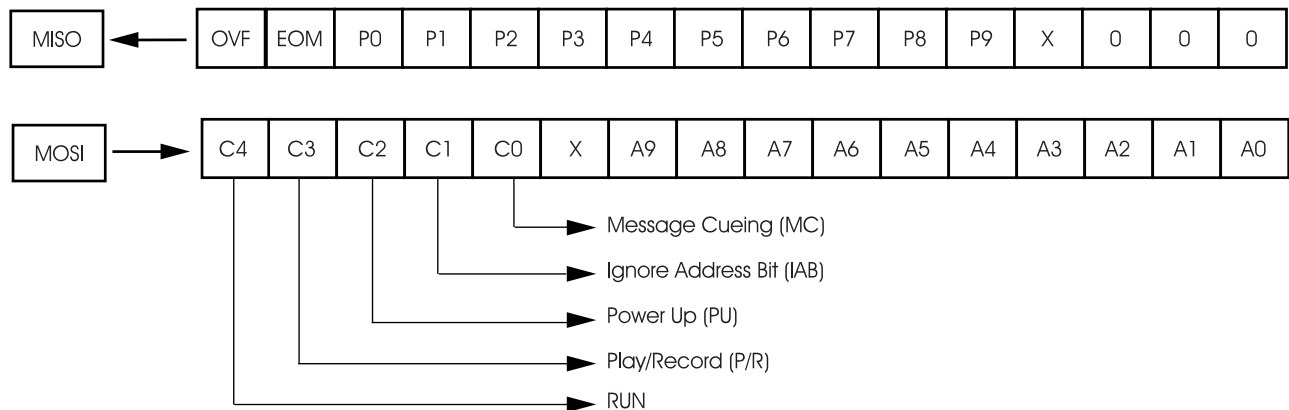 MISO OVF EOM P0 P1 P2 P3 P4 P5 P6 P7 P8 P9 X 0 0 0
MOSI C4 C3 C2 C1 C0 X A9 A8 A7 A6 A5 A4 A3 A2 A1 A0
Message Cueing (MC)
Ignore Address Bit (IAB)
Power Up (PU)
Play/Record (P/R)
RUN